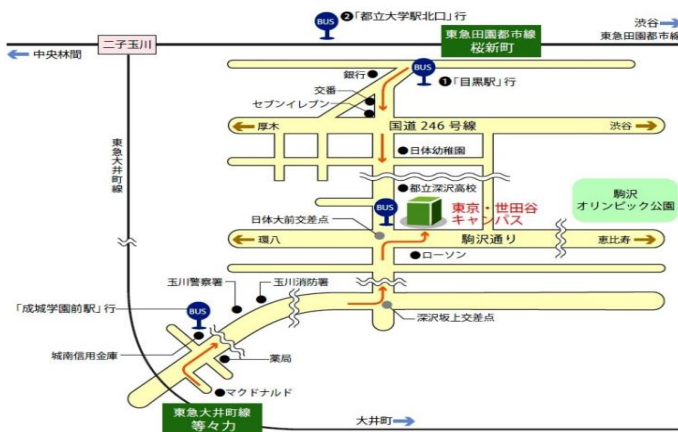 BUS
❷「都立大学駅北口」行
渋谷
東急田園都市線
東急田園都市線
桜新町
二子玉川
中央林間
BUS
❶「目黒駅」行
銀行
交番
セブンイレブン
厚木
国道246号線
渋谷
東急大井町線
日体幼稚園
都立深沢高校
駒沢
オリンピック公園
BUS
東京・世田谷
キャンパス
日体大前交差点
環八
駒沢通り
恵比寿
ローソン
玉川警察署
玉川消防署
「成城学園前駅」行
BUS
深沢坂上交差点
城南信用金庫
薬局
マクドナルド
東急大井町線
等々力
大井町